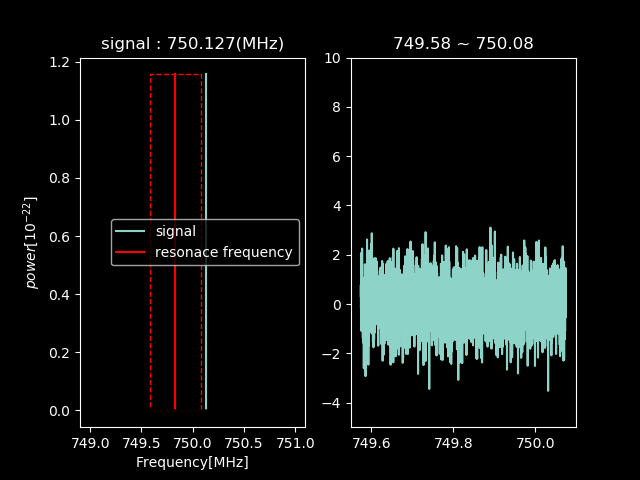 signal : 750.127(MHz)
749.58 ~ 750.08
power[10^{-22}]
1.2
1.0
0.8
0.6
0.4
0.2
0.0
signal
resonace frequency
749.0 749.5 750.0 750.5 751.0
Frequency[MHz]
10
8
6
4
2
0
−2
−4
749.6 749.8 750.0